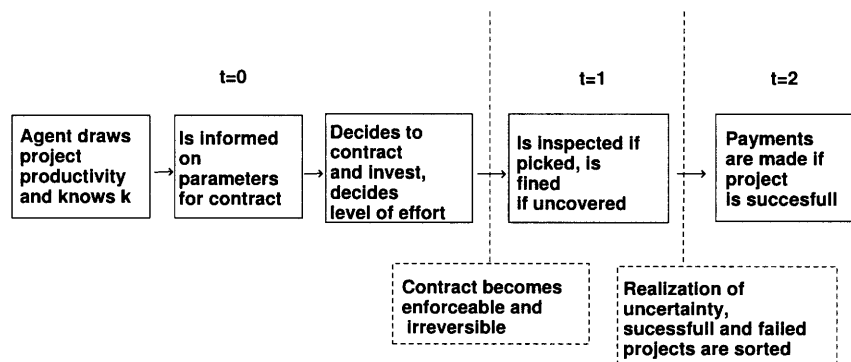 t=0
t=1
t=2
Agent draws
project
productivity
and knows k
Is informed
on
parameters
for contract
Decides to
contract
and invest,
decides
level of effort
Is inspected if
picked, is
fined
if uncovered
Payments
are made if
project
is succesfull
Contract becomes
enforceable and
irreversible
Realization of
uncertainty,
sucessfull and failed
projects are sorted